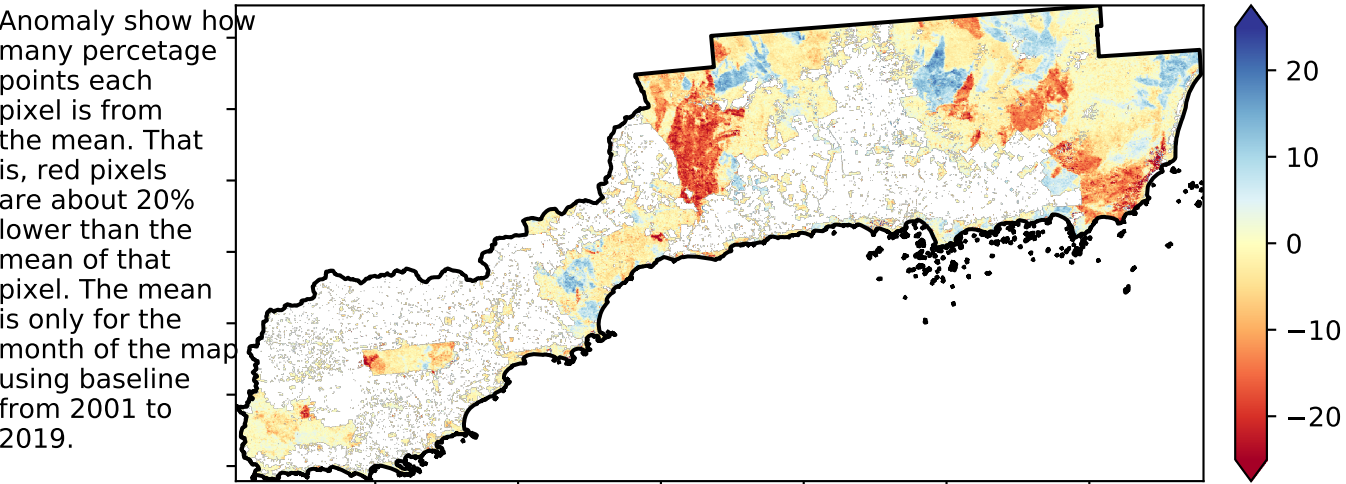 Anomaly show how
many percetage
points each
pixel is from
the mean. That
is, red pixels
are about 20%
lower than the
mean of that
pixel. The mean
is only for the
month of the map
using baseline
from 2001 to
2019.
20
10
0
−10
−20